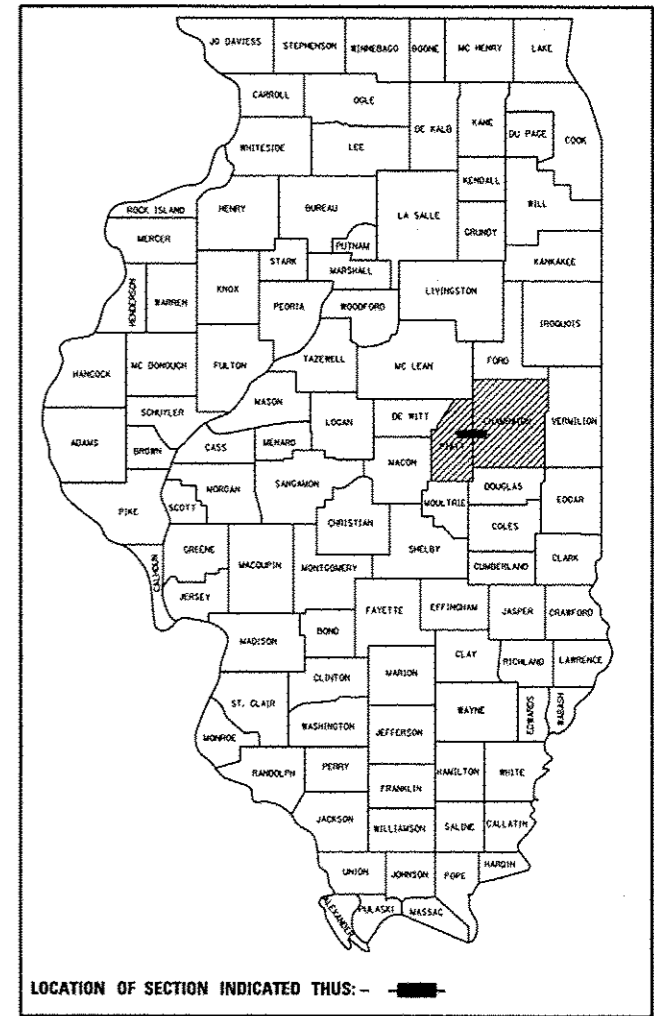 JO DAVIESS STEPHENSON WINNEBAGO BOONE MC HENRY LAKE
CARROLL OGLE DE KALB KANE DU PAGE COOK
WHITESIDE LEE KENDALL WILL
ROCK ISLAND HENRY BUREAU LA SALLE GRUNDY
MERCER STARK PUTNAM MARSHALL KANKAKEE
HENDERSON WARREN KNOX PEORIA WOODFORD LIVINGSTON IROQUOIS
HANCOCK MC DONOUGH FULTON TAZEWELL MC LEAN FORD
SCHUYLER MASON LOGAN DE WITT PIATT CHAMPAIGN VERMILION
ADAMS BROWN CASS MENARD MACON
PIKE SCOTT MORGAN SANGAMON MOULTRIE DOUGLAS EDGAR
CHRISTIAN COLES
CALHOUN GREENE MACOUPIN MONTGOMERY SHELBY CUMBERLAND CLARK
JERSEY FAYETTE EFFINGHAM JASPER CRAWFORD
MADISON BOND CLAY RICHLAND LAWRENCE
CLINTON MARION
ST. CLAIR WAYNE EDWARDS WABASH
MONROE WASHINGTON JEFFERSON
RANDOLPH PERRY HAMILTON WHITE
FRANKLIN
JACKSON WILLIAMSON SALINE GALLATIN
UNION JOHNSON POPE HARDIN
ALEXANDER PULASKI MASSAC
LOCATION OF SECTION INDICATED THUS:-